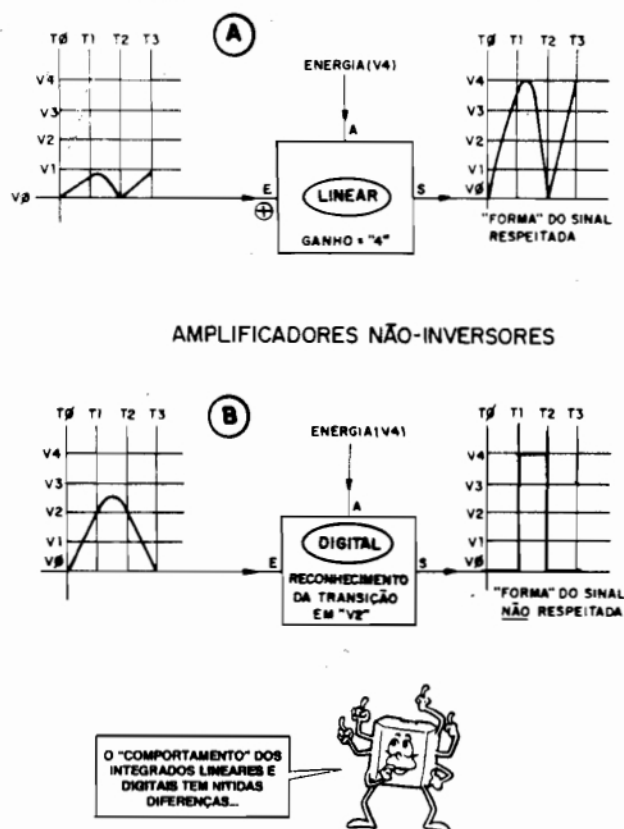 A
TØ T1 T2 T3
V4
V3
V2
V1
VØ
ENERGIA(V4)
A
E
⊕
LINEAR
GANHO = "4"
S
TØ T1 T2 T3
V4
V3
V2
V1
VØ
"FORMA" DO SINAL
RESPEITADA
AMPLIFICADORES NÃO-INVERSORES
B
TØ T1 T2 T3
V4
V3
V2
V1
VØ
ENERGIA(V4)
A
E
DIGITAL
RECONHECIMENTO
DA TRANSIÇÃO
EM "V2"
S
TØ T1 T2 T3
V4
V3
V2
V1
VØ
"FORMA" DO SINAL
NÃO RESPEITADA
O "COMPORTAMENTO" DOS
INTEGRADOS LINEARES E
DIGITAIS TEM NITIDAS
DIFERENÇAS...